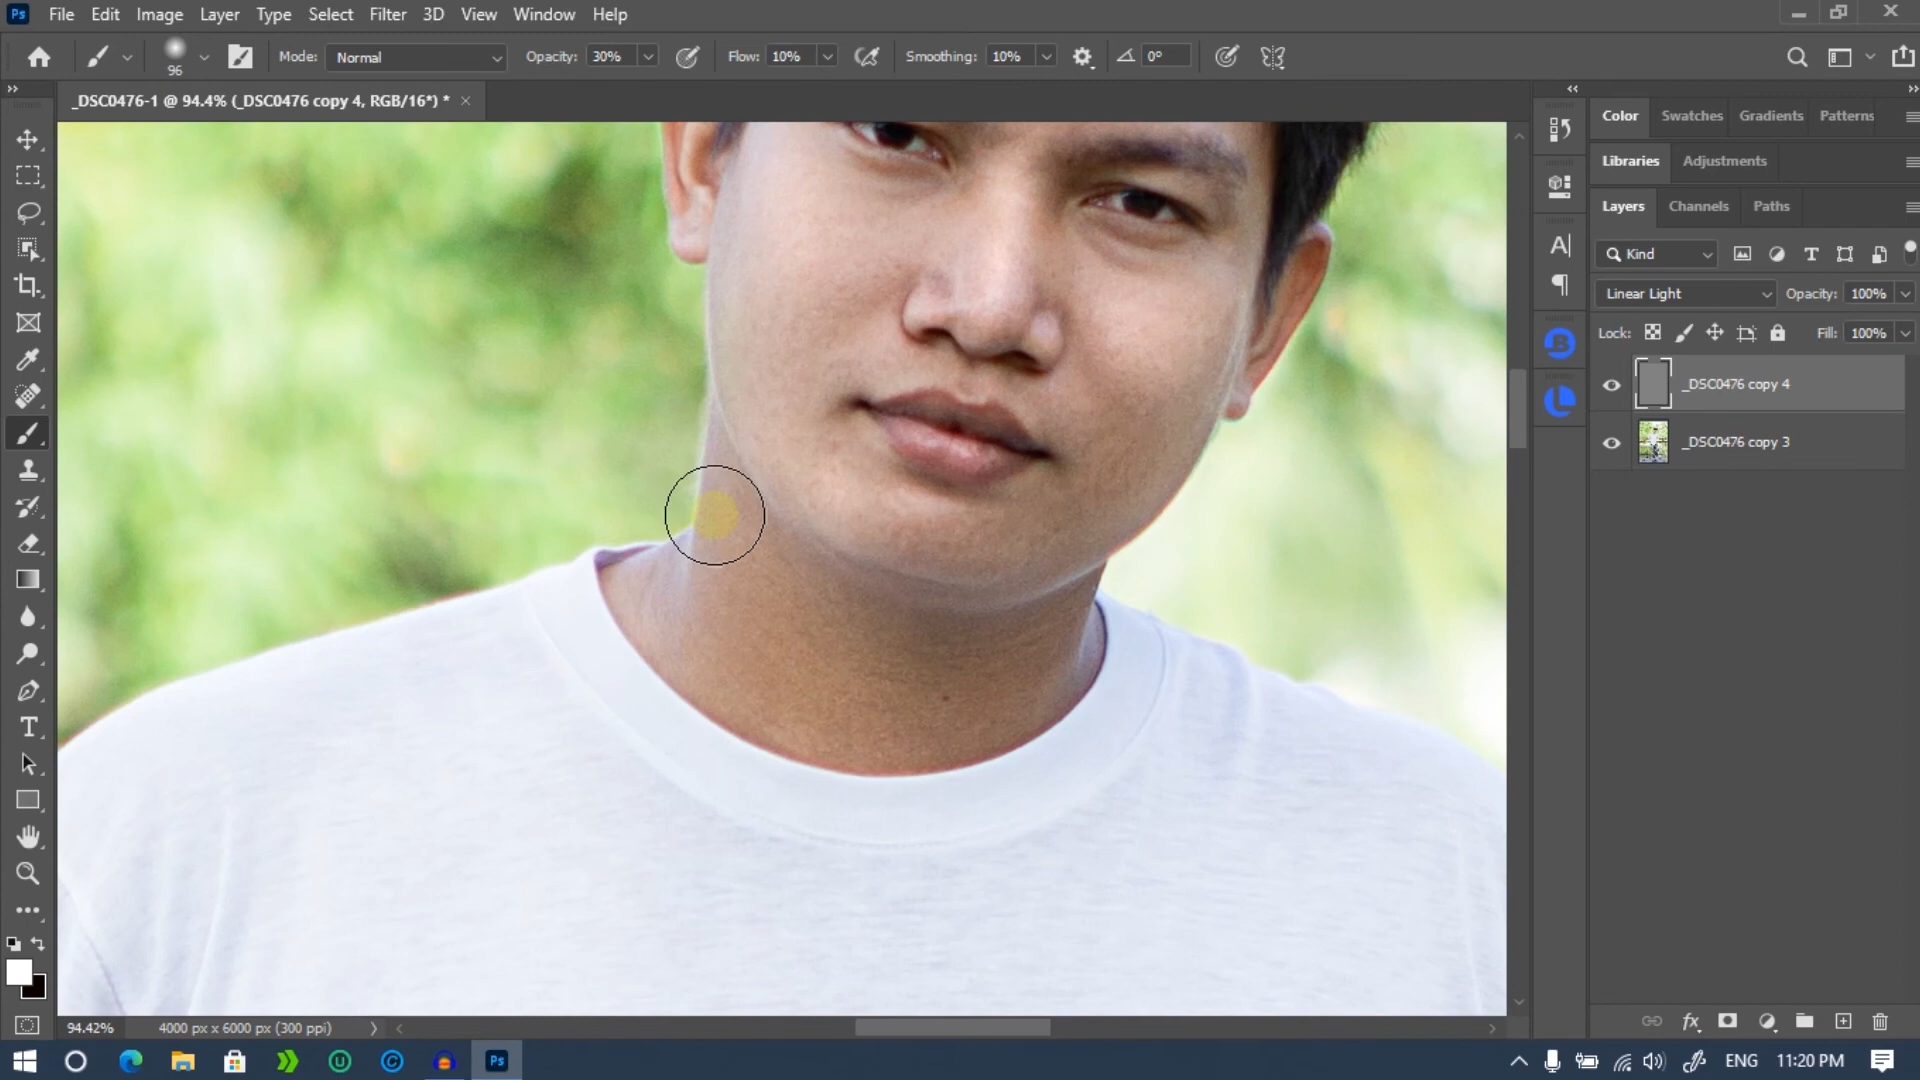 Ps File Edit Image Layer Type Select Filter 3D View Window Help
96 Mode: Normal Opacity: 30% Flow: 10% Smoothing: 10% 0°
_DSC0476-1 @ 94.4% (_DSC0476 copy 4, RGB/16*) *
Color Swatches Gradients Patterns
Libraries Adjustments
Layers Channels Paths
Kind
Linear Light Opacity: 100%
Lock: Fill: 100%
_DSC0476 copy 4
_DSC0476 copy 3
94.42% 4000 px x 6000 px (300 ppi)
Ps ENG 11:20 PM